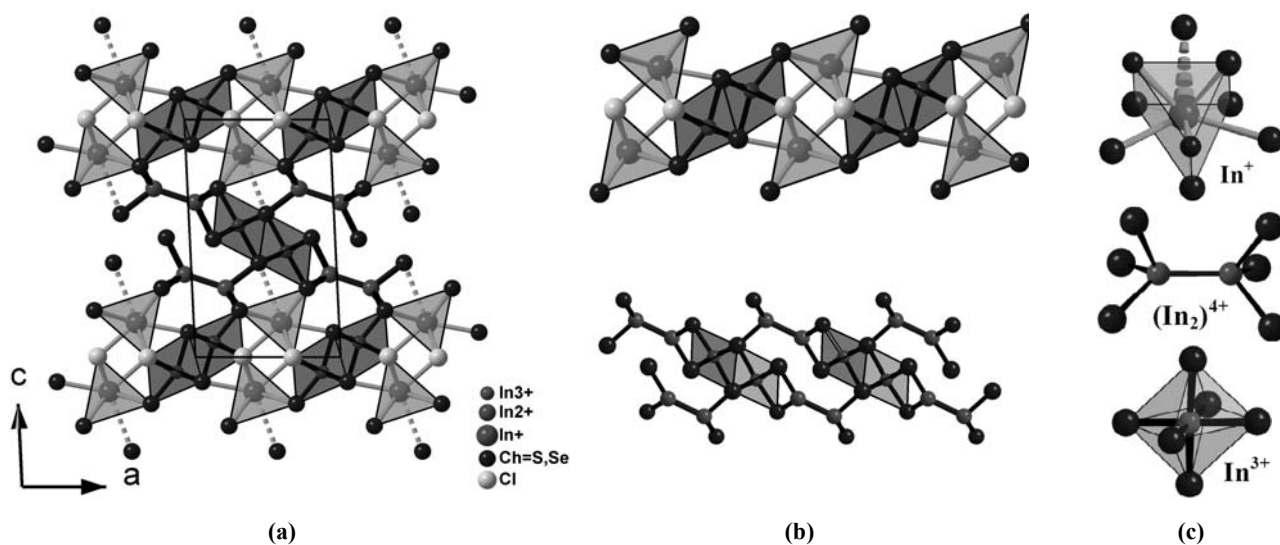 C
a
In3+
In2+
In+
Ch=S,Se
Cl
In⁺
(In₂)⁴⁺
In³⁺
(a)
(b)
(c)